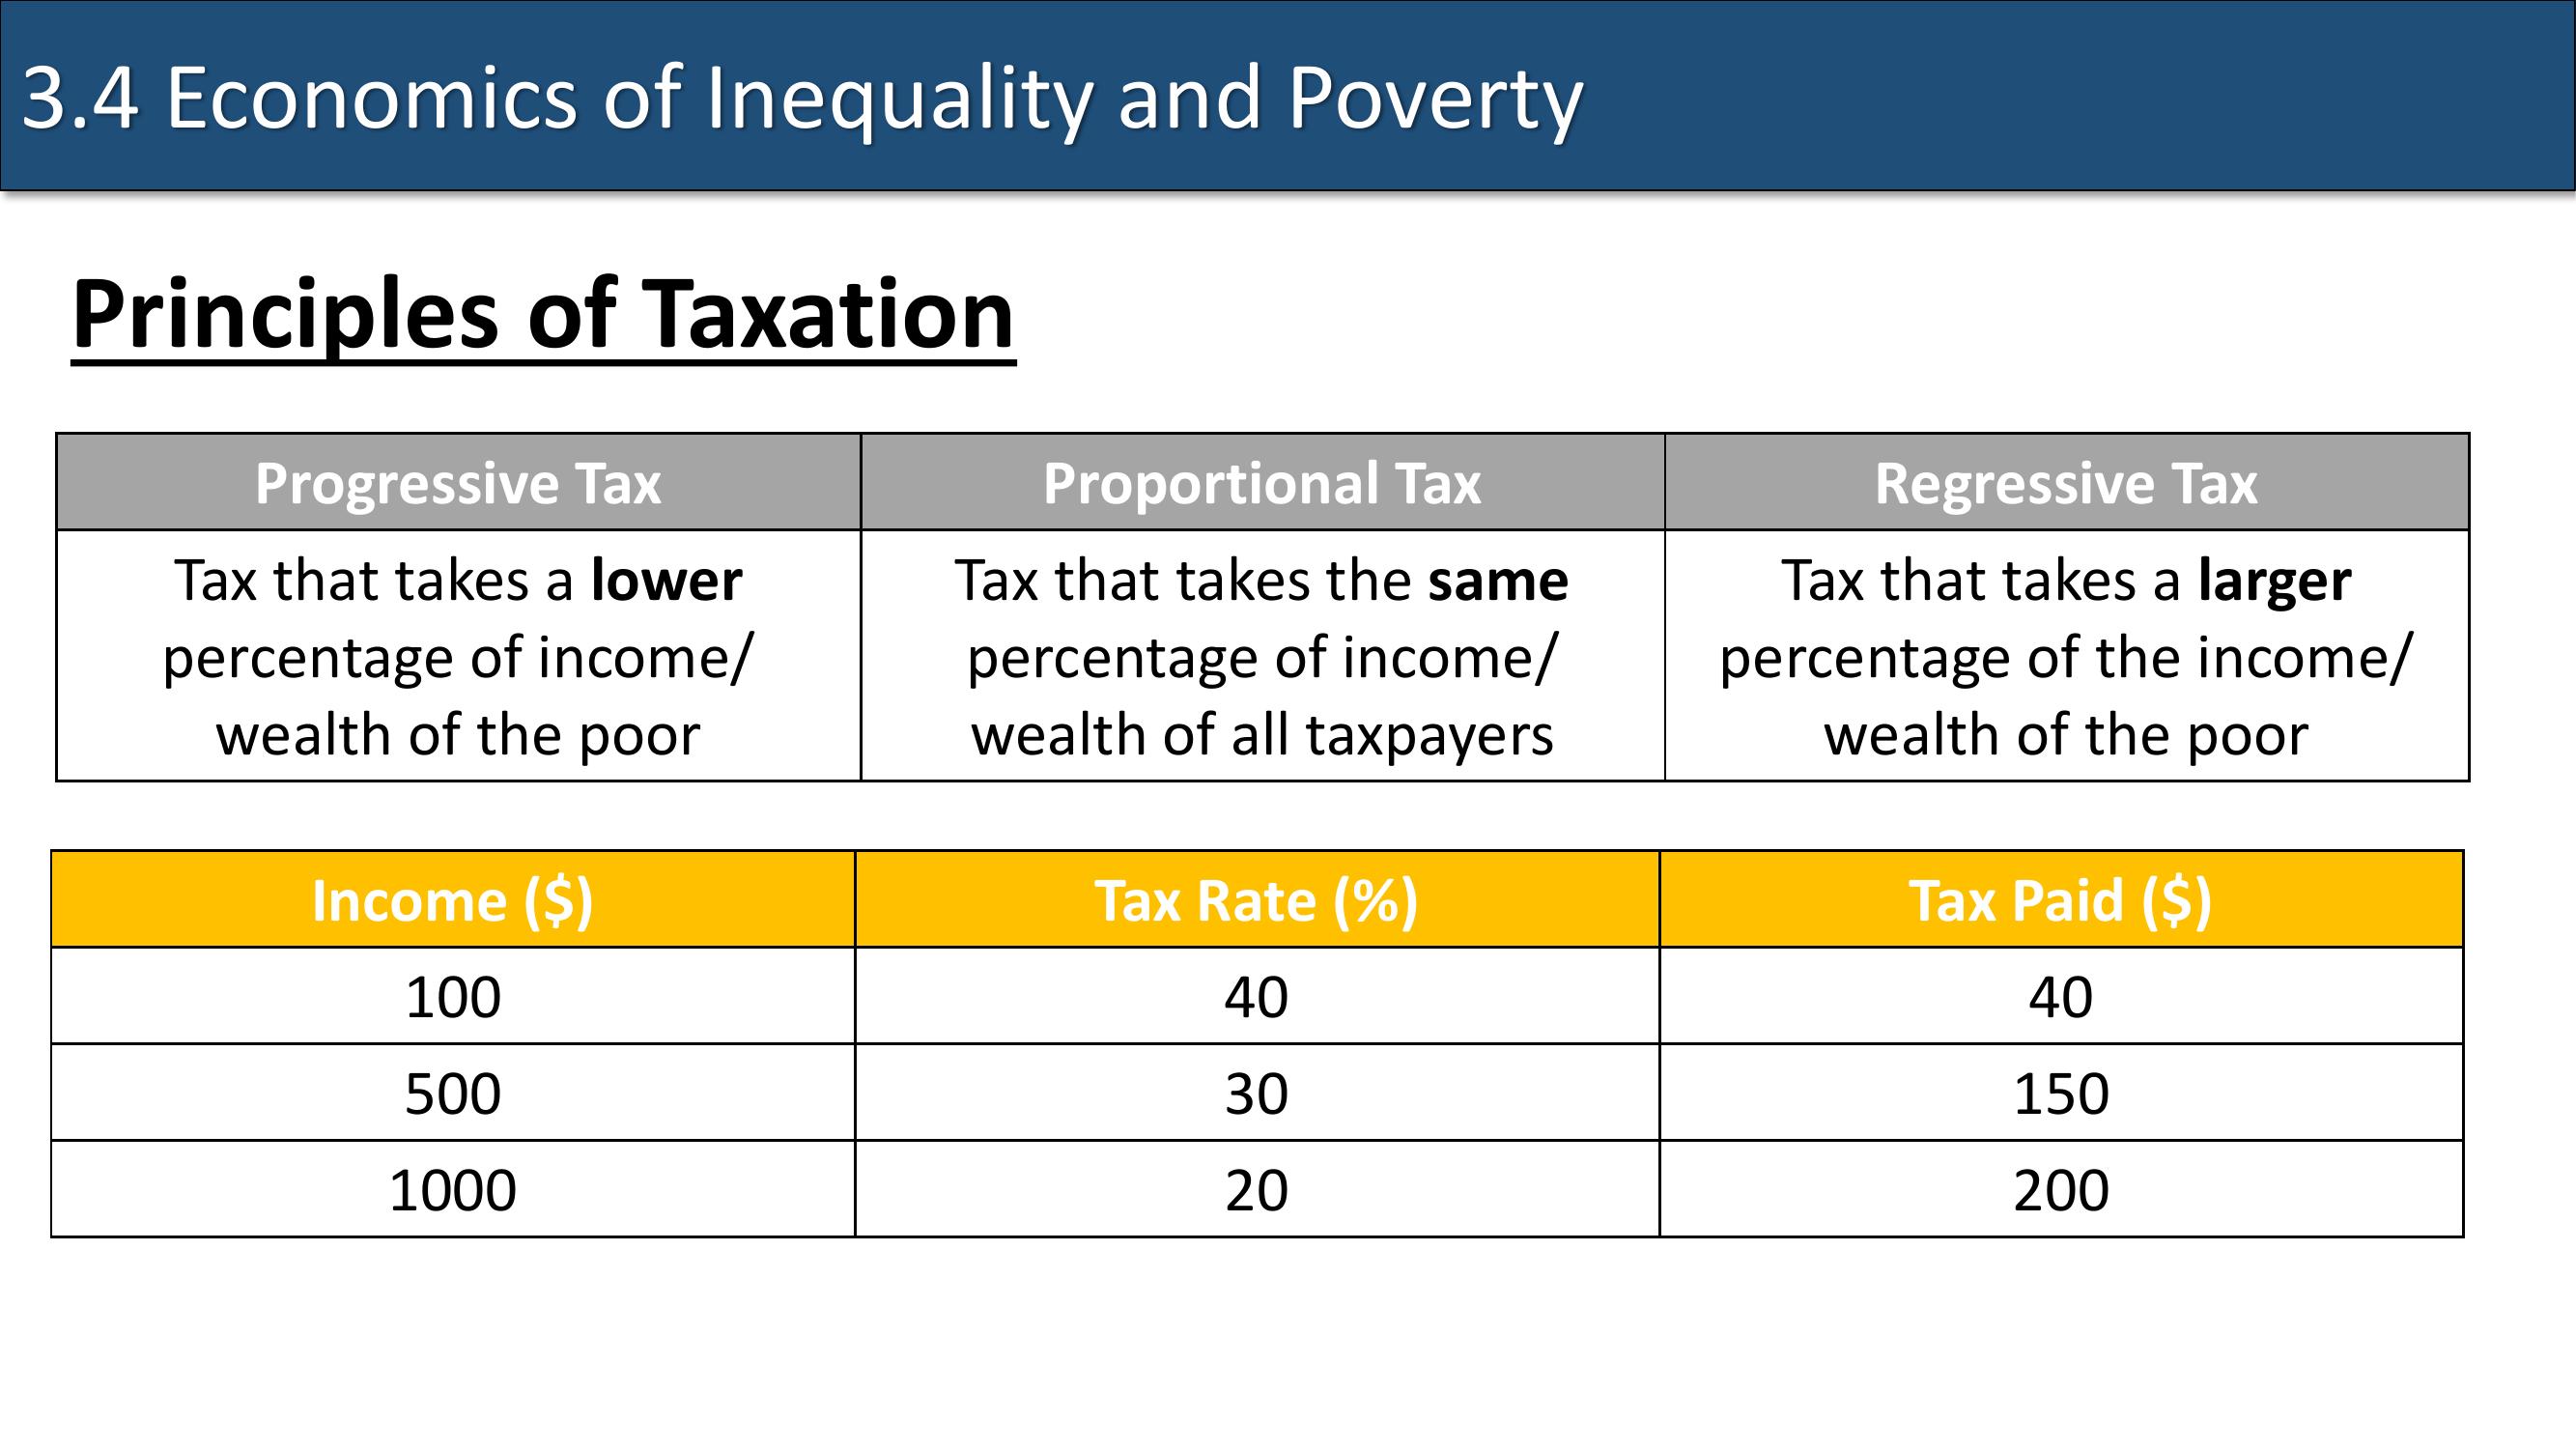 3.4 Economics of Inequality and Poverty
Principles of Taxation
Progressive Tax
Proportional Tax
Regressive Tax
Tax that takes a lower
percentage of income/
wealth of the poor
Tax that takes the same
percentage of income/
wealth of all taxpayers
Tax that takes a larger
percentage of the income/
wealth of the poor
Income ($)
Tax Rate (%)
Tax Paid ($)
100
40
40
500
30
150
1000
20
200